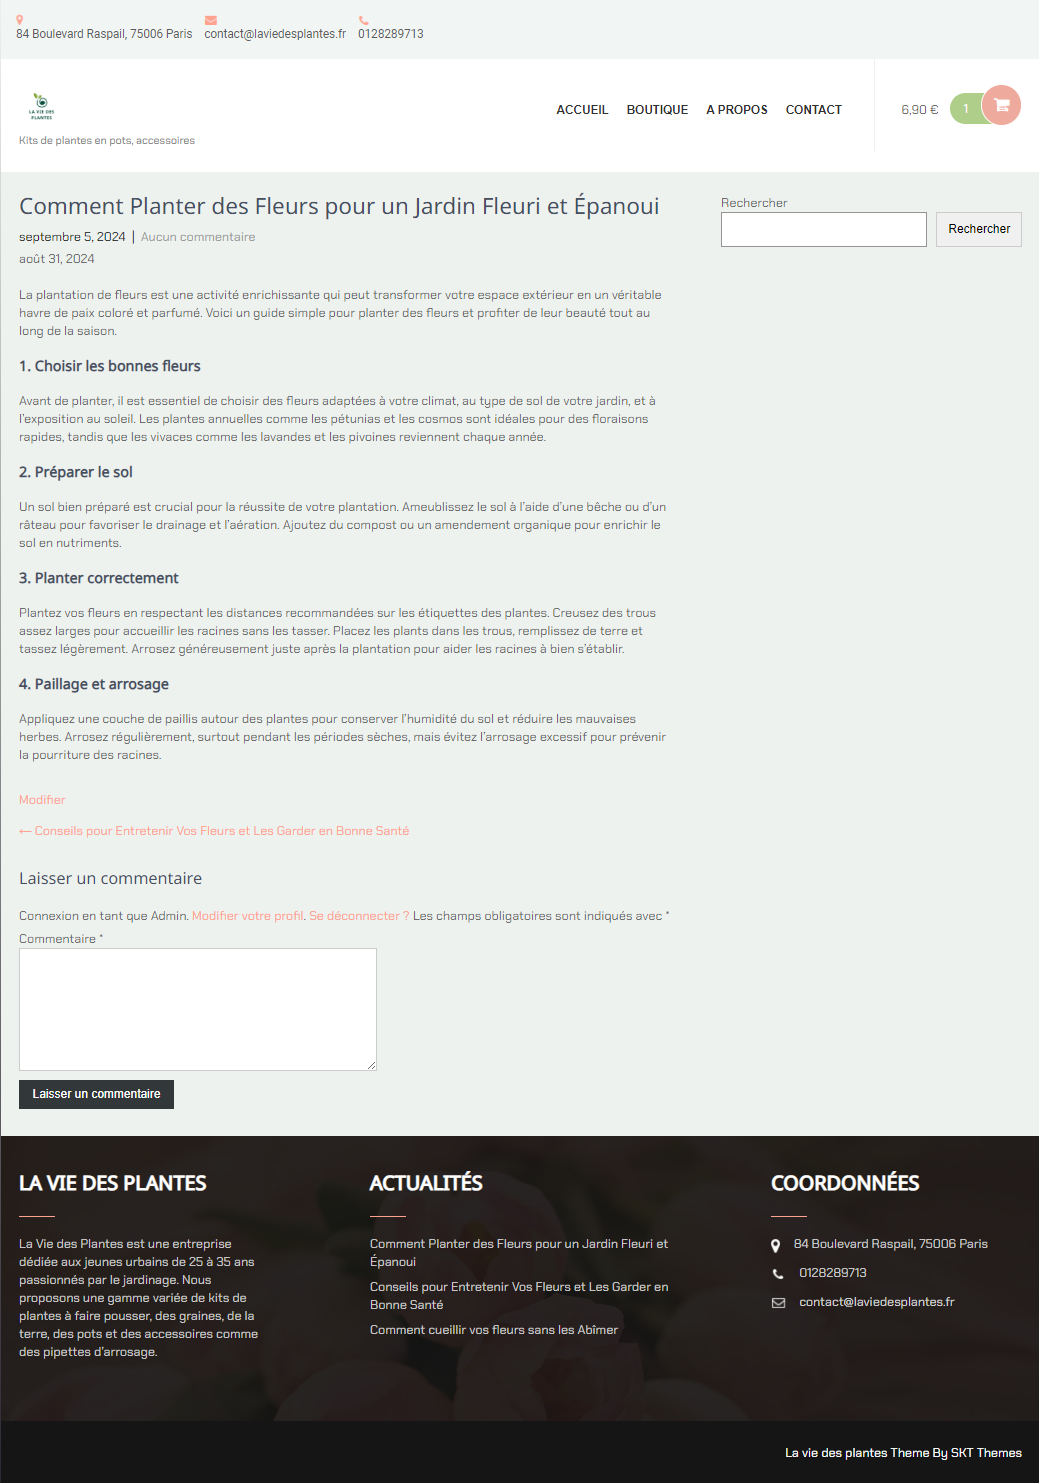 84 Boulevard Raspail, 75006 Paris
contact@laviedesplantes.fr
0128289713
LA VIE DES
PLANTES
Kits de plantes en pots, accessoires
ACCUEIL
BOUTIQUE
A PROPOS
CONTACT
6,90 €
1
Comment Planter des Fleurs pour un Jardin Fleuri et Épanoui
septembre 5, 2024 | Aucun commentaire
août 31, 2024
La plantation de fleurs est une activité enrichissante qui peut transformer votre espace extérieur en un véritable
havre de paix coloré et parfumé. Voici un guide simple pour planter des fleurs et profiter de leur beauté tout au
long de la saison.
1. Choisir les bonnes fleurs
Avant de planter, il est essentiel de choisir des fleurs adaptées à votre climat, au type de sol de votre jardin, et à
l’exposition au soleil. Les plantes annuelles comme les pétunias et les cosmos sont idéales pour des floraisons
rapides, tandis que les vivaces comme les lavandes et les pivoines reviennent chaque année.
2. Préparer le sol
Un sol bien préparé est crucial pour la réussite de votre plantation. Ameublissez le sol à l’aide d’une bêche ou d’un
râteau pour favoriser le drainage et l’aération. Ajoutez du compost ou un amendement organique pour enrichir le
sol en nutriments.
3. Planter correctement
Plantez vos fleurs en respectant les distances recommandées sur les étiquettes des plantes. Creusez des trous
assez larges pour accueillir les racines sans les tasser. Placez les plants dans les trous, remplissez de terre et
tassez légèrement. Arrosez généreusement juste après la plantation pour aider les racines à bien s’établir.
4. Paillage et arrosage
Appliquez une couche de paillis autour des plantes pour conserver l’humidité du sol et réduire les mauvaises
herbes. Arrosez régulièrement, surtout pendant les périodes sèches, mais évitez l’arrosage excessif pour prévenir
la pourriture des racines.
Modifier
← Conseils pour Entretenir Vos Fleurs et Les Garder en Bonne Santé
Laisser un commentaire
Connexion en tant que Admin. Modifier votre profil. Se déconnecter ? Les champs obligatoires sont indiqués avec *
Commentaire *
Laisser un commentaire
Rechercher
Rechercher
LA VIE DES PLANTES
La Vie des Plantes est une entreprise
dédiée aux jeunes urbains de 25 à 35 ans
passionnés par le jardinage. Nous
proposons une gamme variée de kits de
plantes à faire pousser, des graines, de la
terre, des pots et des accessoires comme
des pipettes d’arrosage.
ACTUALITÉS
Comment Planter des Fleurs pour un Jardin Fleuri et
Épanoui
Conseils pour Entretenir Vos Fleurs et Les Garder en
Bonne Santé
Comment cueillir vos fleurs sans les Abîmer
COORDONNÉES
84 Boulevard Raspail, 75006 Paris
0128289713
contact@laviedesplantes.fr
La vie des plantes Theme By SKT Themes